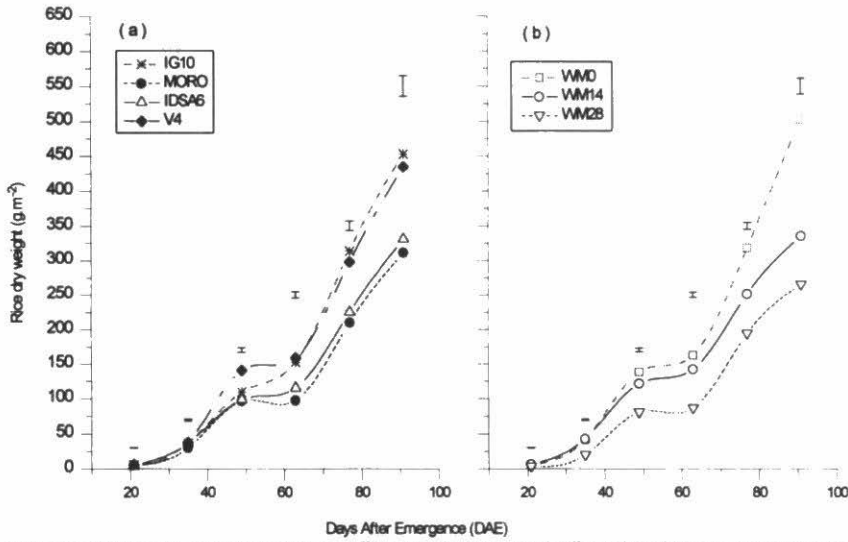 (a)
IG10
MORO
IDSA6
V4
(b)
WM0
WM14
WM28
Rice dry weight (g.m-2)
650
600
550
500
450
400
350
300
250
200
150
100
50
0
20 40 60 80 100
20 40 60 80 100
Days After Emergence (DAE)